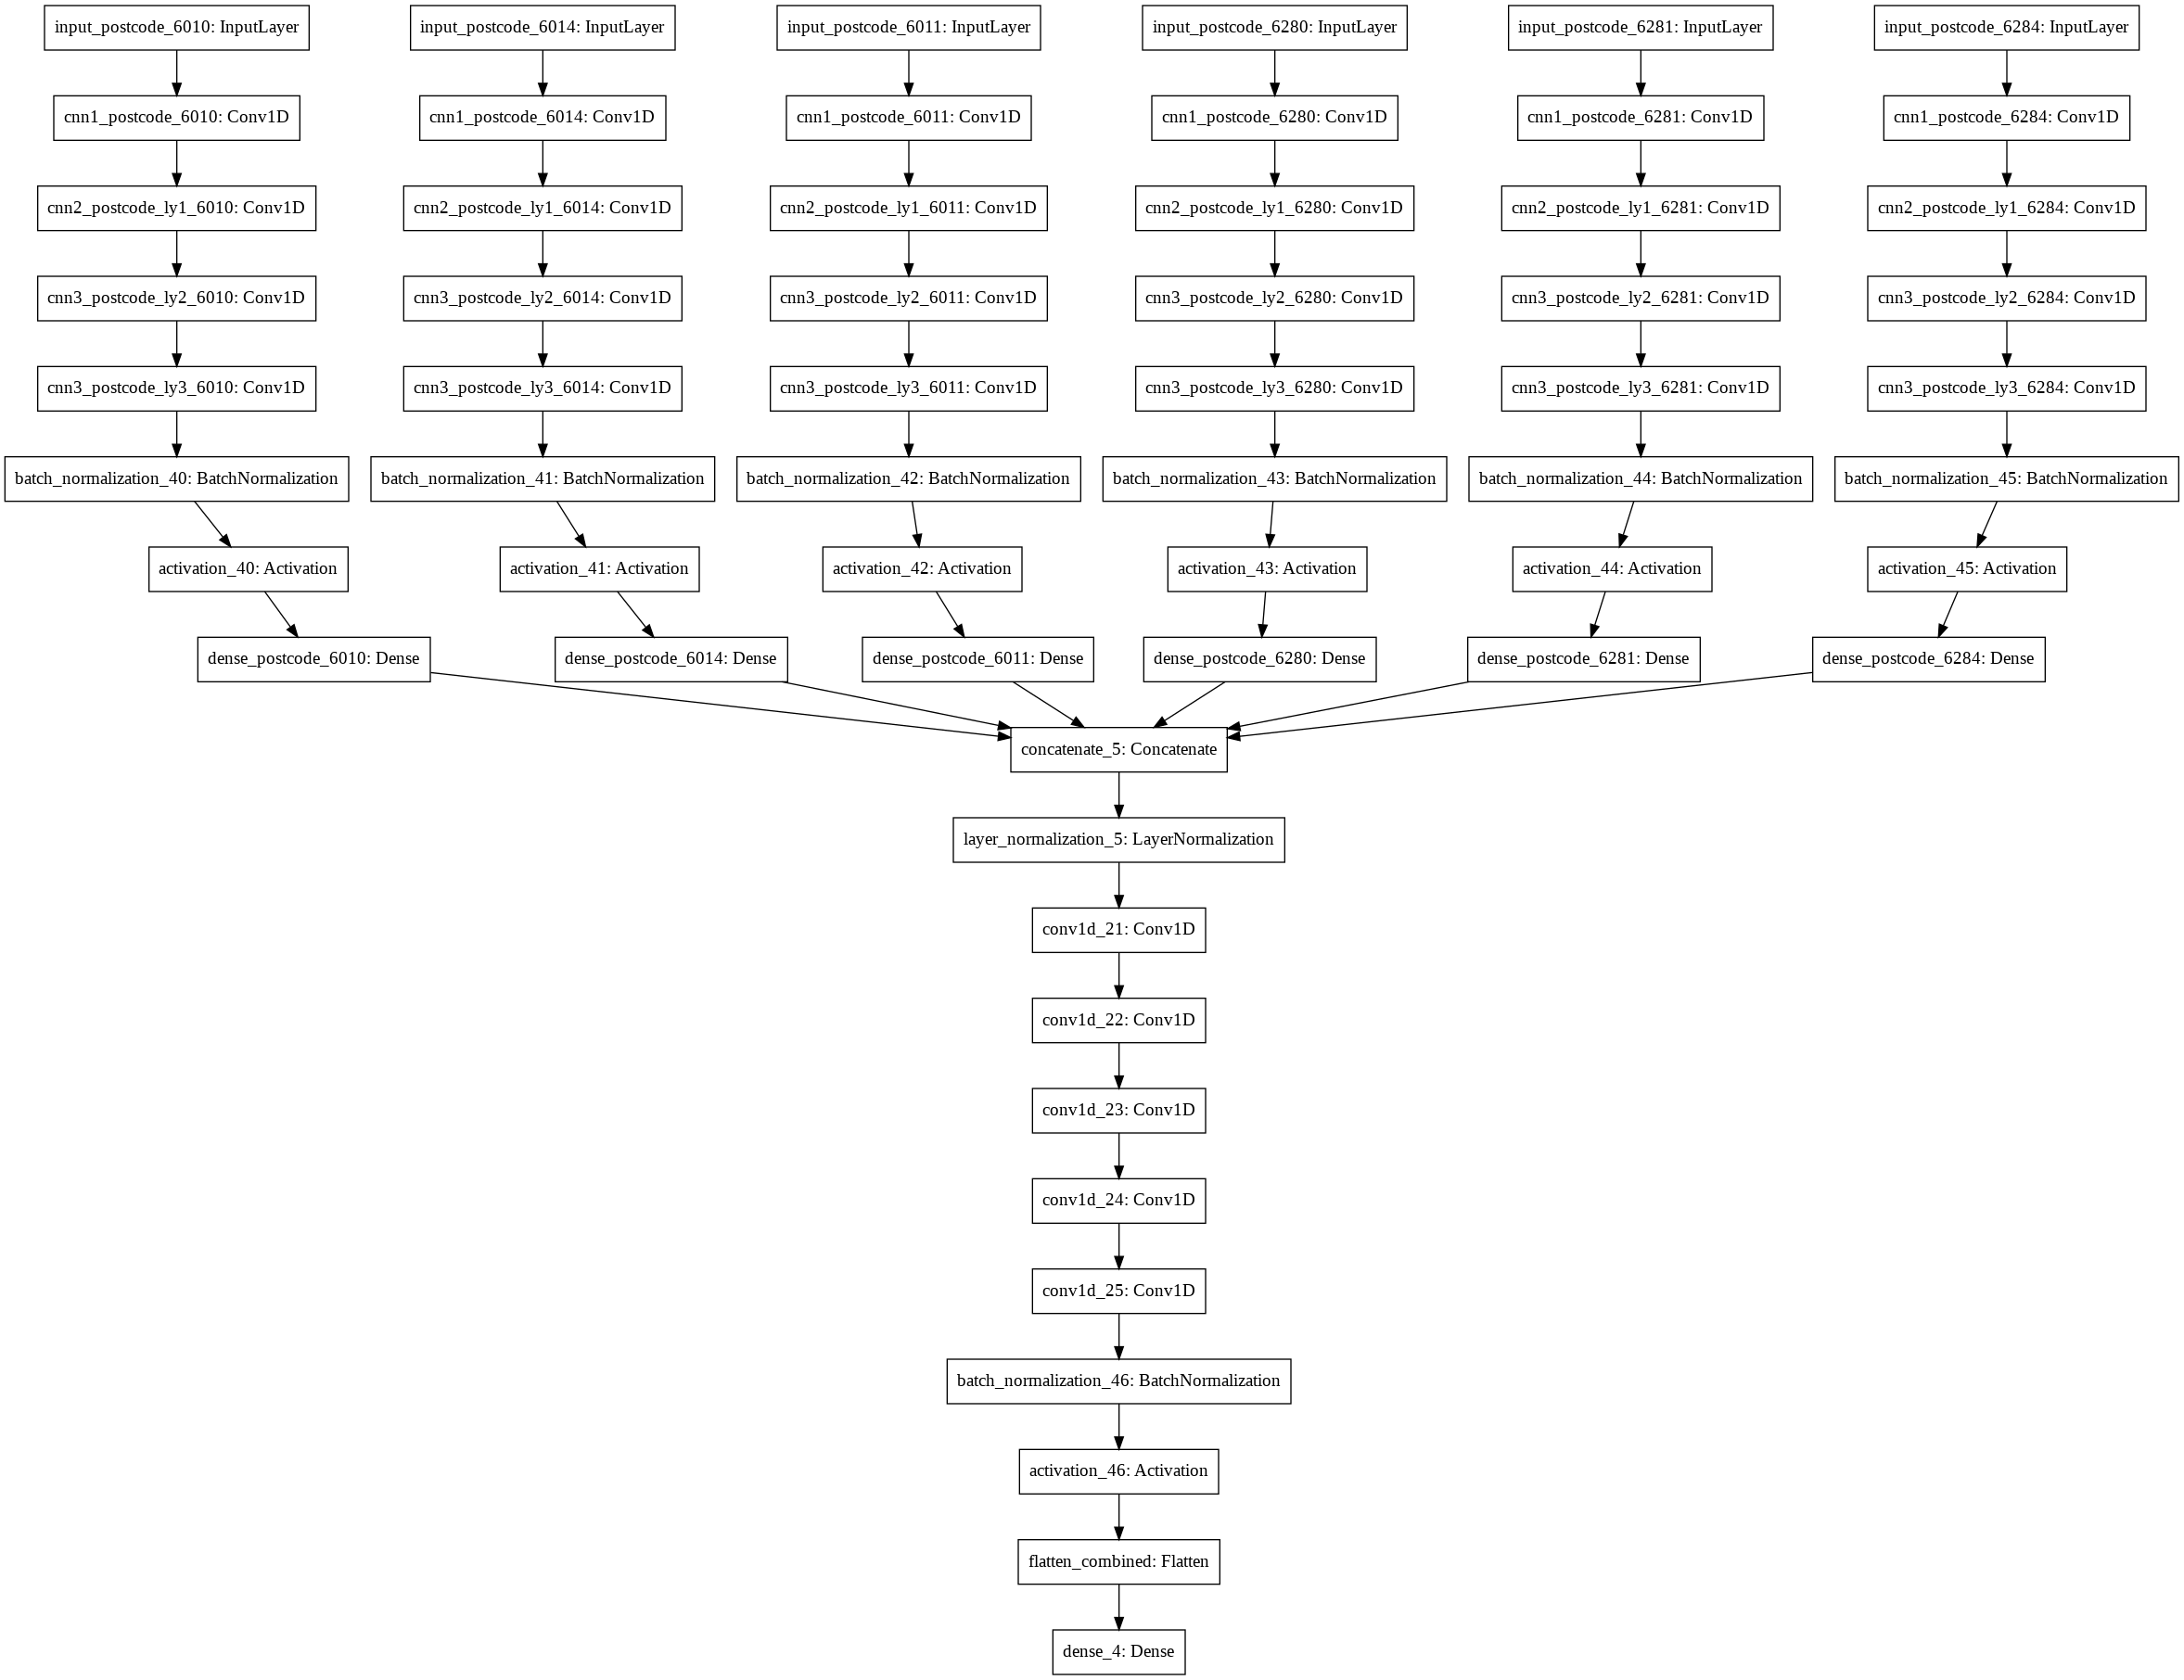 input_postcode_6010: InputLayer
input_postcode_6014: InputLayer
input_postcode_6011: InputLayer
input_postcode_6280: InputLayer
input_postcode_6281: InputLayer
input_postcode_6284: InputLayer
cnn1_postcode_6010: Conv1D
cnn1_postcode_6014: Conv1D
cnn1_postcode_6011: Conv1D
cnn1_postcode_6280: Conv1D
cnn1_postcode_6281: Conv1D
cnn1_postcode_6284: Conv1D
cnn2_postcode_ly1_6010: Conv1D
cnn2_postcode_ly1_6014: Conv1D
cnn2_postcode_ly1_6011: Conv1D
cnn2_postcode_ly1_6280: Conv1D
cnn2_postcode_ly1_6281: Conv1D
cnn2_postcode_ly1_6284: Conv1D
cnn3_postcode_ly2_6010: Conv1D
cnn3_postcode_ly2_6014: Conv1D
cnn3_postcode_ly2_6011: Conv1D
cnn3_postcode_ly2_6280: Conv1D
cnn3_postcode_ly2_6281: Conv1D
cnn3_postcode_ly2_6284: Conv1D
cnn3_postcode_ly3_6010: Conv1D
cnn3_postcode_ly3_6014: Conv1D
cnn3_postcode_ly3_6011: Conv1D
cnn3_postcode_ly3_6280: Conv1D
cnn3_postcode_ly3_6281: Conv1D
cnn3_postcode_ly3_6284: Conv1D
batch_normalization_40: BatchNormalization
batch_normalization_41: BatchNormalization
batch_normalization_42: BatchNormalization
batch_normalization_43: BatchNormalization
batch_normalization_44: BatchNormalization
batch_normalization_45: BatchNormalization
activation_40: Activation
activation_41: Activation
activation_42: Activation
activation_43: Activation
activation_44: Activation
activation_45: Activation
dense_postcode_6010: Dense
dense_postcode_6014: Dense
dense_postcode_6011: Dense
dense_postcode_6280: Dense
dense_postcode_6281: Dense
dense_postcode_6284: Dense
concatenate_5: Concatenate
layer_normalization_5: LayerNormalization
conv1d_21: Conv1D
conv1d_22: Conv1D
conv1d_23: Conv1D
conv1d_24: Conv1D
conv1d_25: Conv1D
batch_normalization_46: BatchNormalization
activation_46: Activation
flatten_combined: Flatten
dense_4: Dense